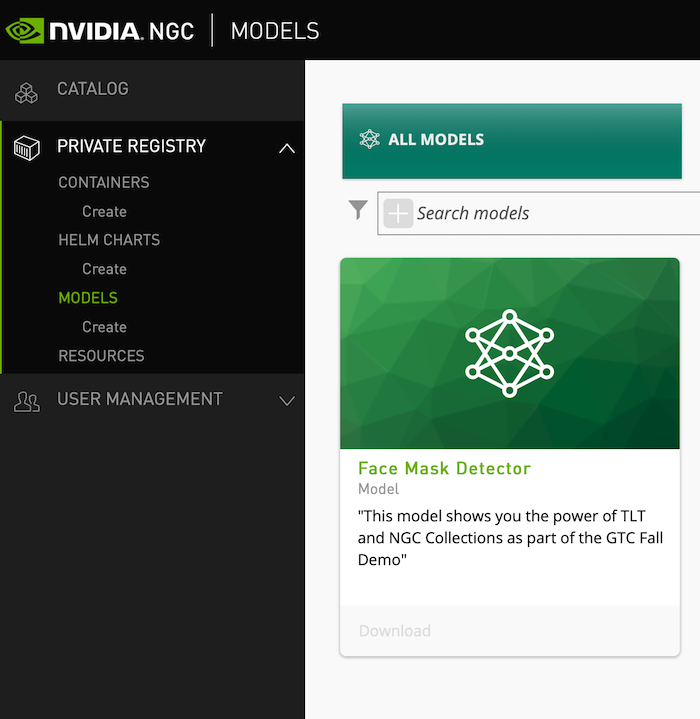 NVIDIA. NGC MODELS
CATALOG
PRIVATE REGISTRY
CONTAINERS
Create
HELM CHARTS
Create
MODELS
Create
RESOURCES
USER MANAGEMENT
ALL MODELS
Search models
Face Mask Detector
Model
"This model shows you the power of TLT
and NGC Collections as part of the GTC Fall
Demo"
Download